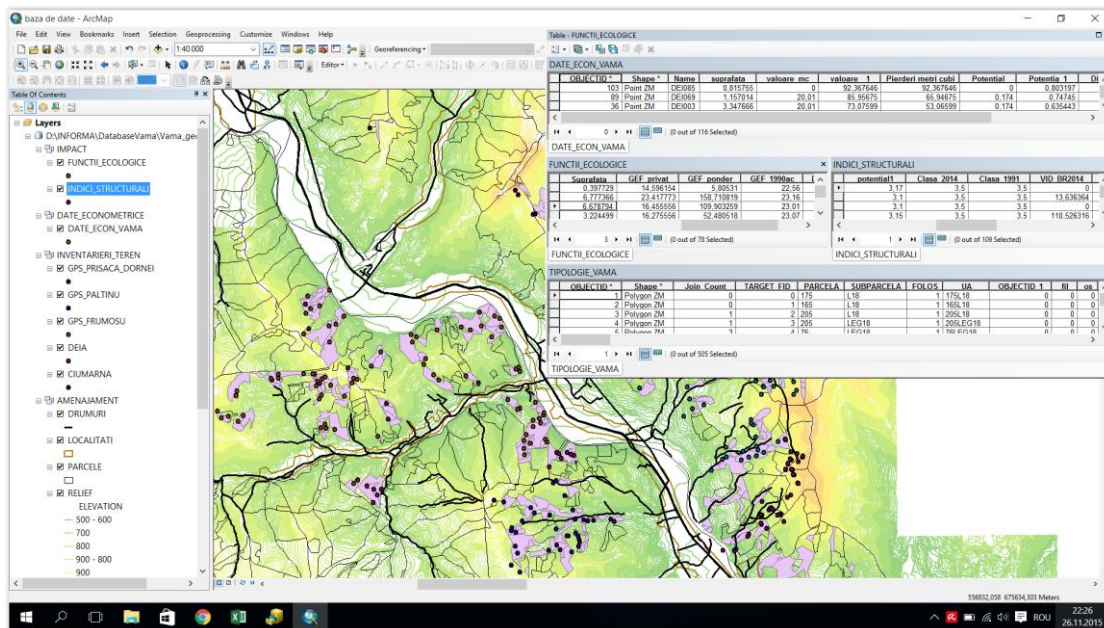 baza de date - ArcMap
File Edit View Bookmarks Insert Selection Geoprocessing Customize Windows Help
1:40.000
Georeferencing
Editor
Table Of Contents
Layers
D:\INFORMA\DatabaseVama\Vama_ge
IMPACT
FUNCTII_ECOLOGICE
INDICI_STRUCTURALI
DATE_ECONOMETRICE
DATE_ECON_VAMA
INVENTARIERI_TEREN
GPS_PRISACA_DORNEI
GPS_PALTINU
GPS_FRUMOSU
DEIA
CIUMARNA
AMENAJAMENT
DRUMURI
LOCALITATI
PARCELE
RELIEF
ELEVATION
500 - 600
700
800
900 - 800
900
Table - FUNCTII_ECOLOGICE
DATE_ECON_VAMA
OBJECTID * Shape * Name suprafata valoare_mc valoare_1 Pierderi metri cubi Potential Potentia_1
103 Point ZM DEI085 0,815755 0 92,367646 92,367646 0 0,803197
89 Point ZM DEI069 1,157014 20,01 85,95675 65,94675 0,174 0,74745
36 Point ZM DEI003 3,347666 20,01 73,07599 53,06599 0,174 0,635443
0 (0 out of 116 Selected)
DATE_ECON_VAMA
FUNCTII_ECOLOGICE
Suprafata GEF_privat GEF_ponder GEF_1990ac
0,397729 14,596154 5,80531 22,56
6,777366 23,417773 158,710819 23,16
6,678794 16,455556 109,903259 23,01
3,224499 16,275556 52,480518 23,07
3 (0 out of 78 Selected)
FUNCTII_ECOLOGICE
INDICI_STRUCTURALI
potential1 Clasa_2014 Clasa_1991 VID_BR2014
3,17 3,5 3,5 0
3,1 3,5 3,5 13,636364
3,1 3,5 3,5 0
3,15 3,5 3,5 110,526316
1 (0 out of 109 Selected)
INDICI_STRUCTURALI
TIPOLOGIE_VAMA
OBJECTID * Shape * Join_Count TARGET_FID PARCELA SUBPARCELA FOLOS UA OBJECTID_1 fil os
1 Polygon ZM 0 0 175 L18 1 175L18 0 0 0
2 Polygon ZM 0 1 165 L18 1 165L18 0 0 0
3 Polygon ZM 1 2 205 L18 1 205L18 0 0 0
4 Polygon ZM 1 3 205 LEG18 1 205LEG18 0 0 0
1 (0 out of 505 Selected)
TIPOLOGIE_VAMA
556832,058 675634,303 Meters
ROU
22:26
26.11.2015